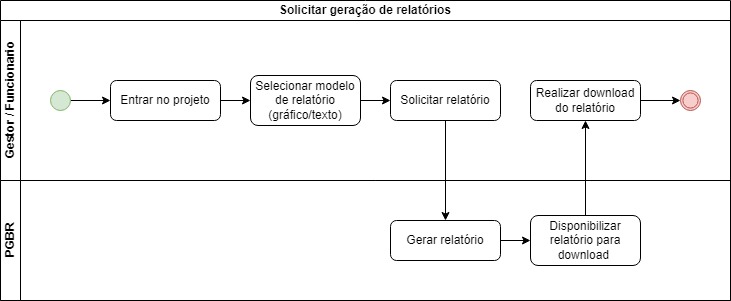 Solicitar geração de relatórios
Gestor / Funcionario
Entrar no projeto
Selecionar modelo
de relatório
(gráfico/texto)
Solicitar relatório
Realizar download
do relatório
PGBR
Gerar relatório
Disponibilizar
relatório para
download